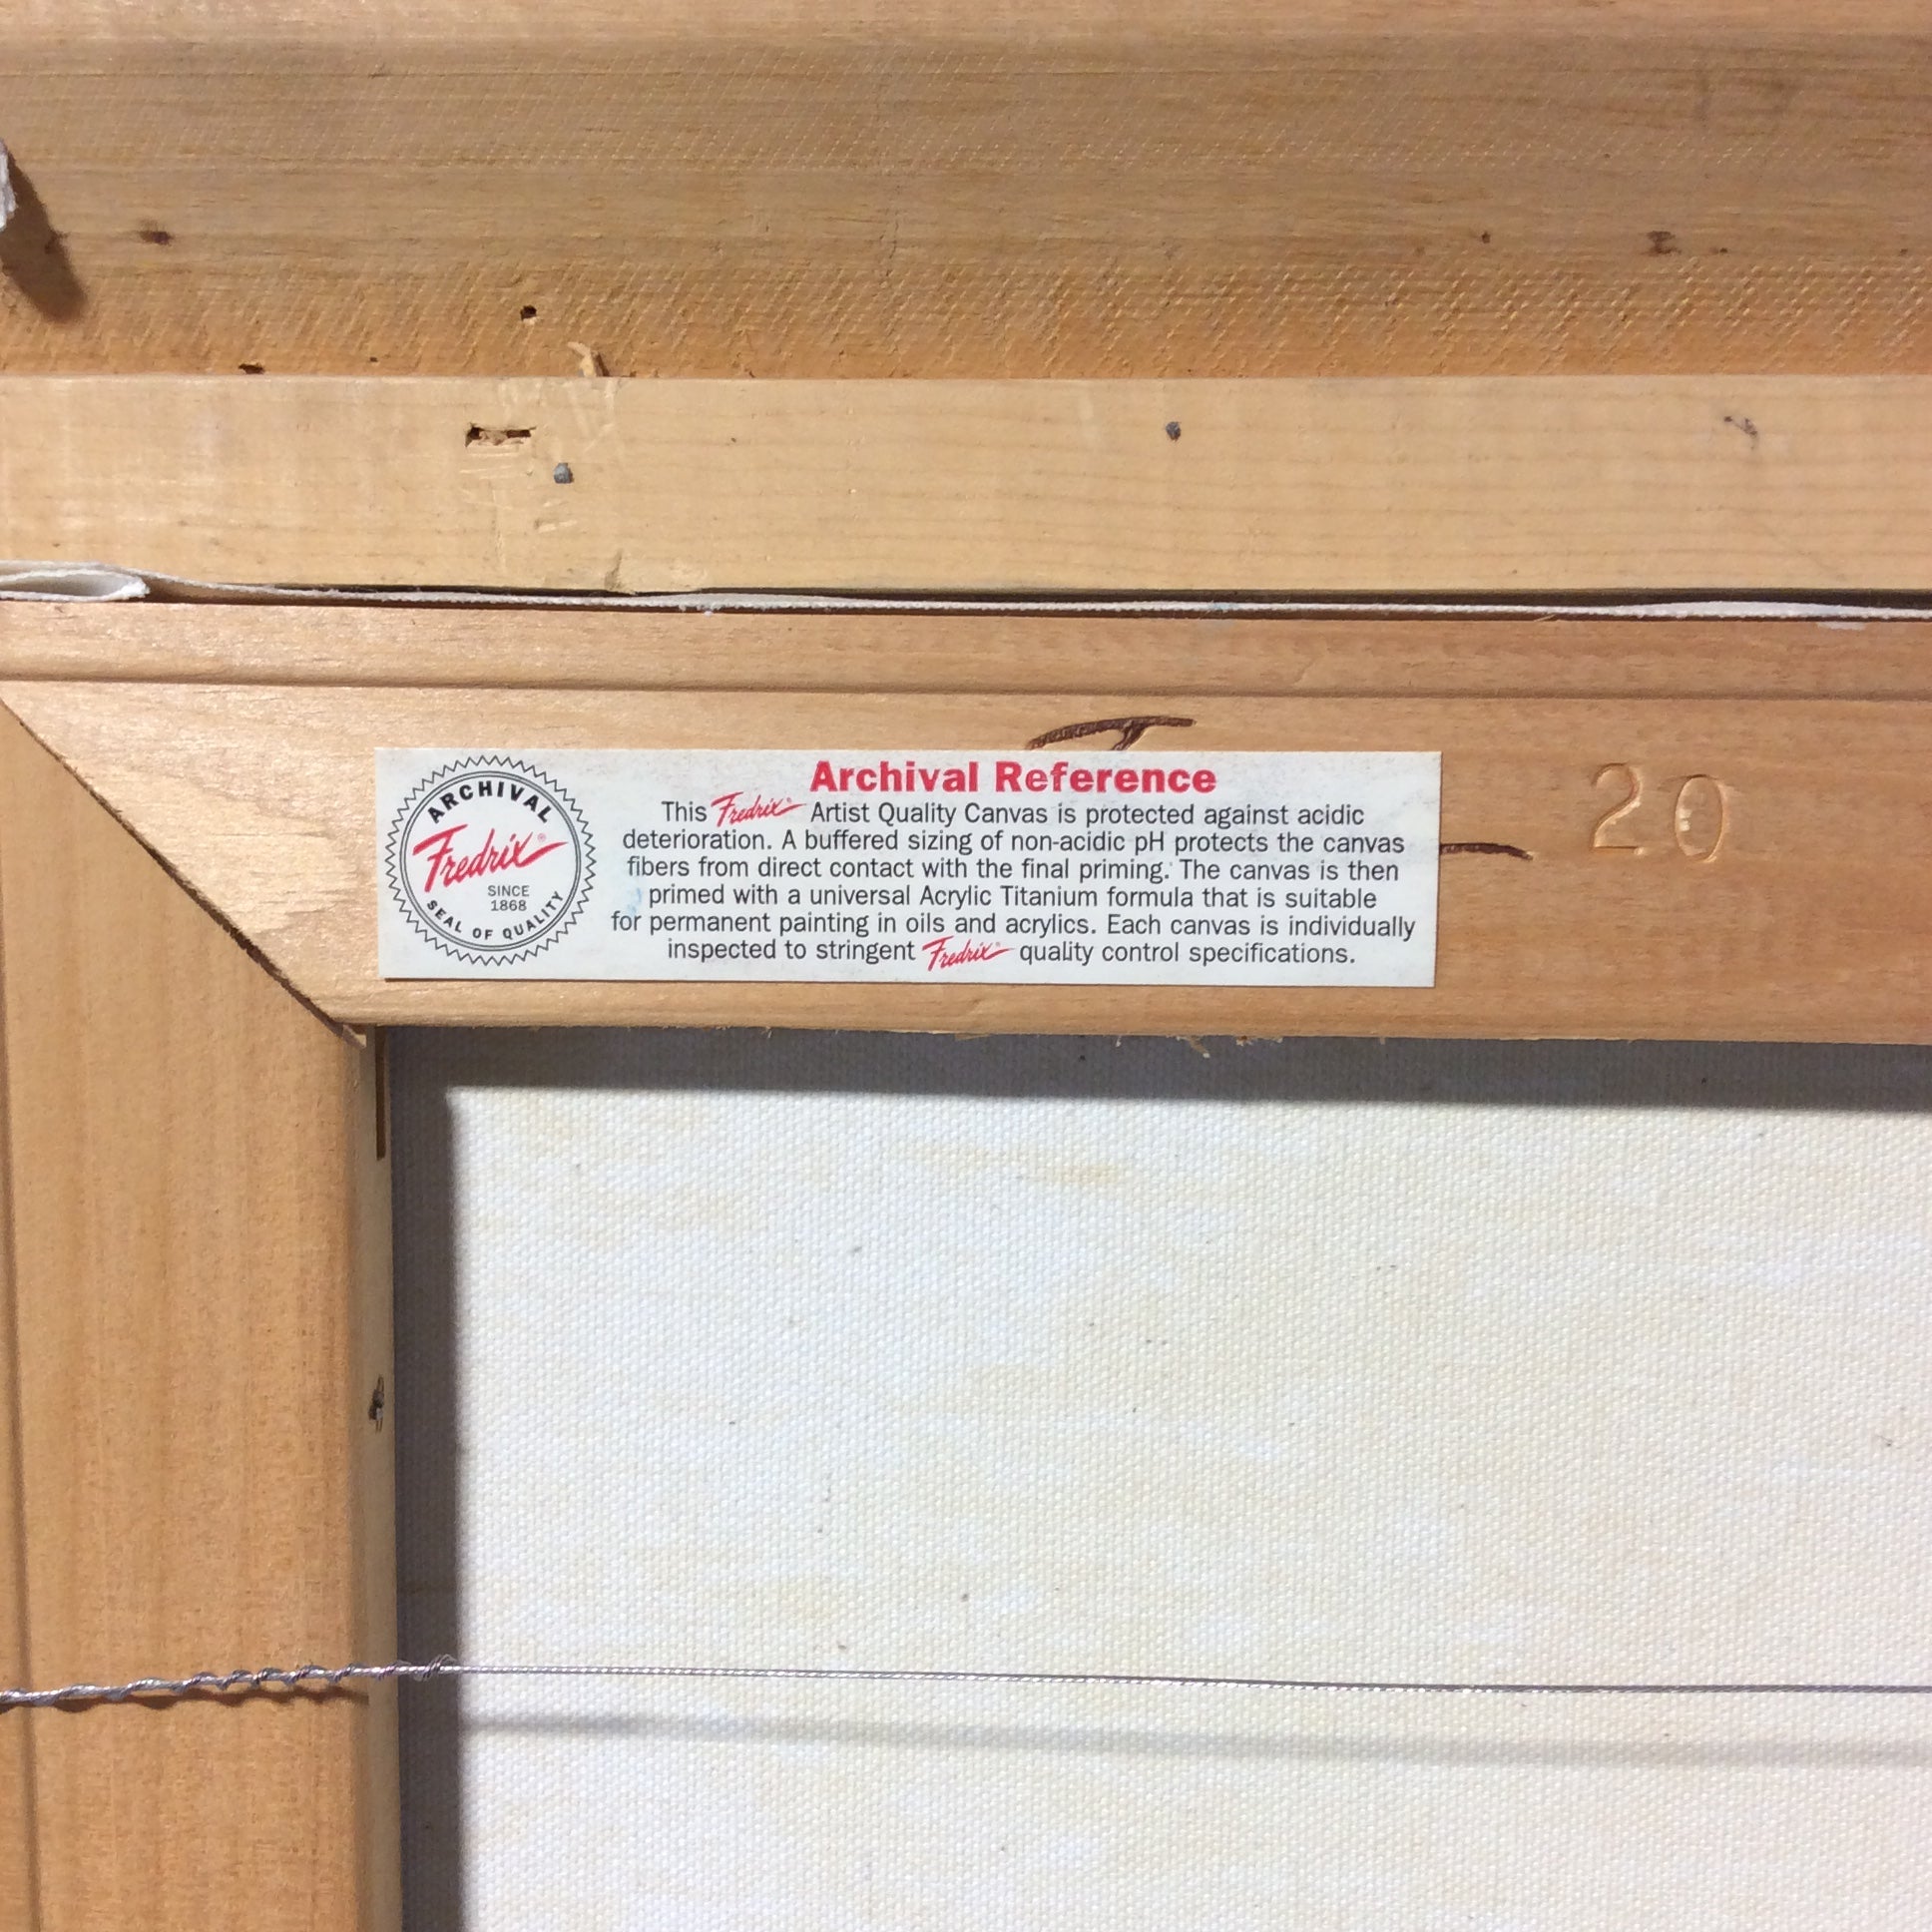 ARCHIVAL
Fredrix®
SINCE
1868
SEAL OF QUALITY
Archival Reference
This Fredrix® Artist Quality Canvas is protected against acidic
deterioration. A buffered sizing of non-acidic pH protects the canvas
fibers from direct contact with the final priming. The canvas is then
primed with a universal Acrylic Titanium formula that is suitable
for permanent painting in oils and acrylics. Each canvas is individually
inspected to stringent Fredrix® quality control specifications.
20